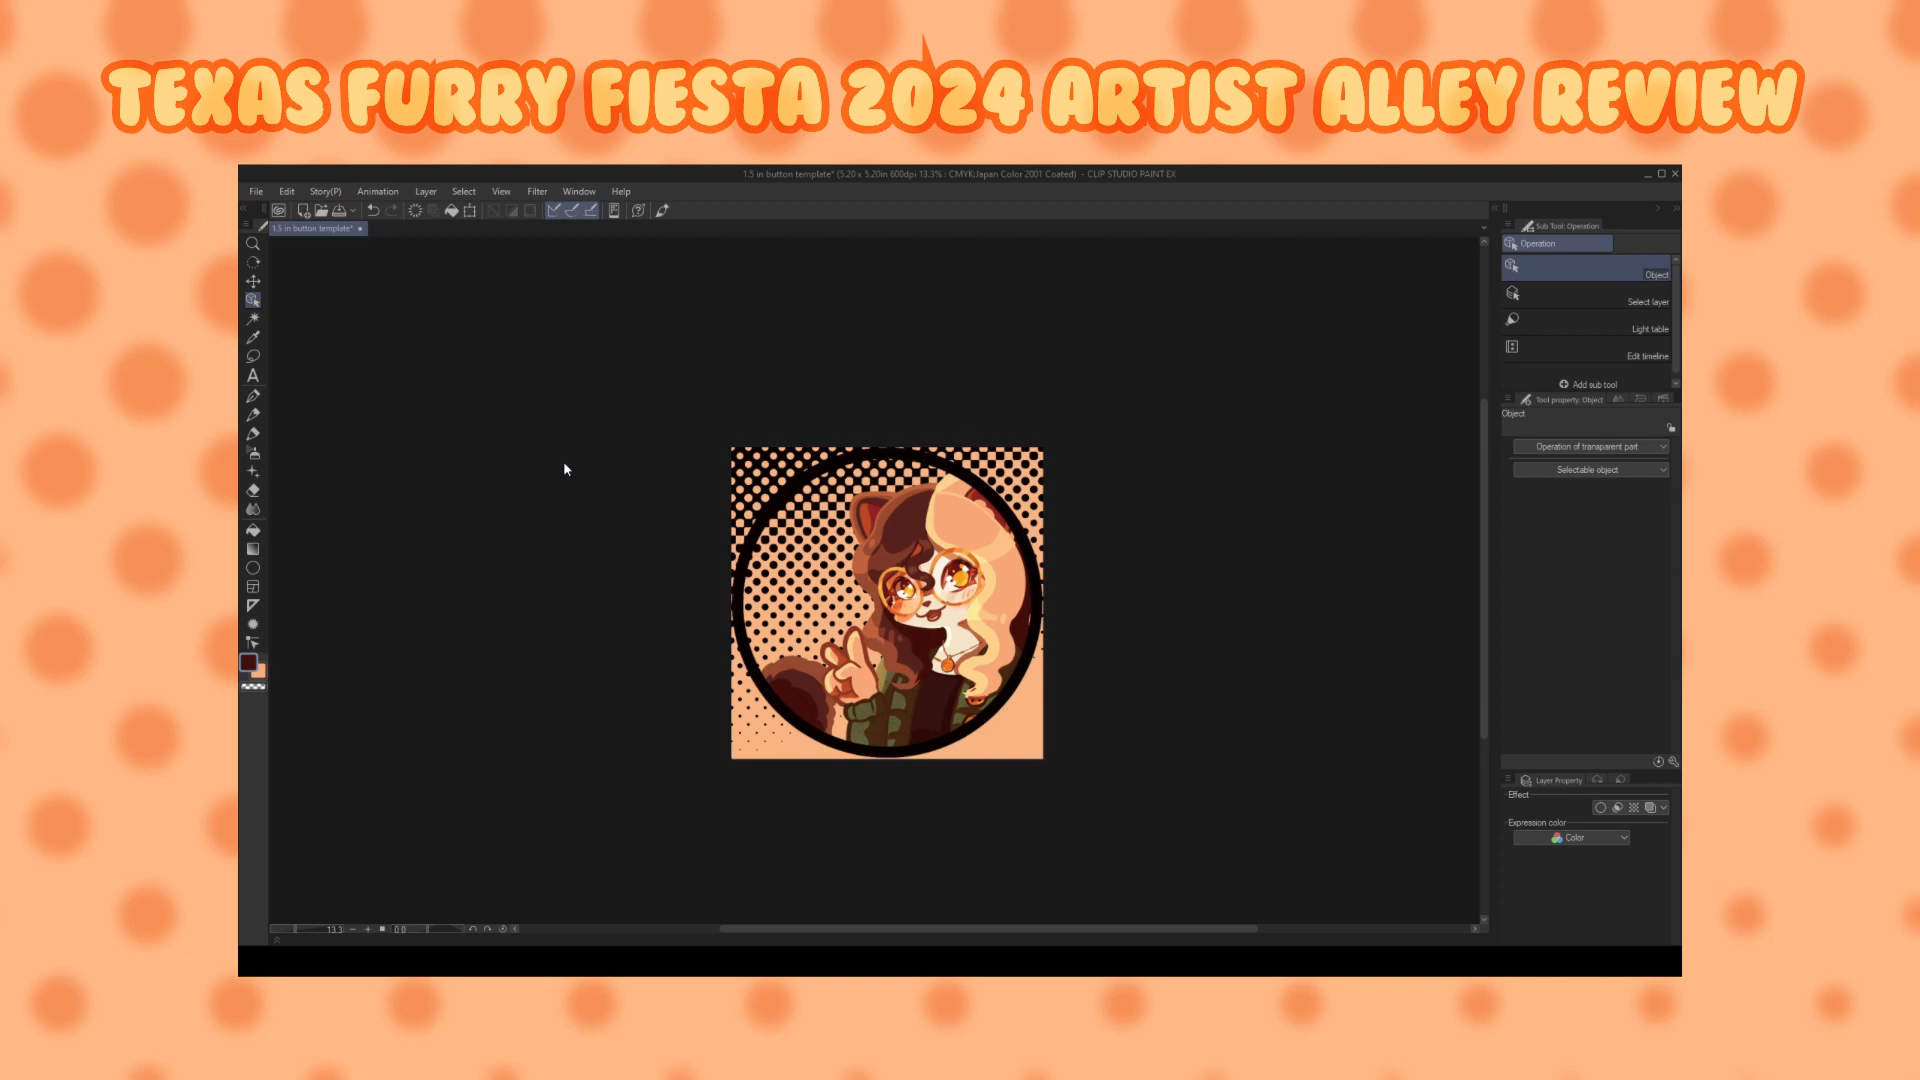 TEXAS FURRY FIESTA 2024 ARTIST ALLEY REVIEW
1.5 in button template* (5.20 x 5.20in 600dpi 13.3% : CMYK:Japan Color 2001 Coated) - CLIP STUDIO PAINT EX
File Edit Story(P) Animation Layer Select View Filter Window Help
1.5 in button template*
Sub Tool: Operation
Operation
Object
Select layer
Light table
Edit timeline
Add sub tool
Tool property: Object
Object
Operation of transparent part
Selectable object
Layer Property
Effect
Expression color
Color
13.3
0.0